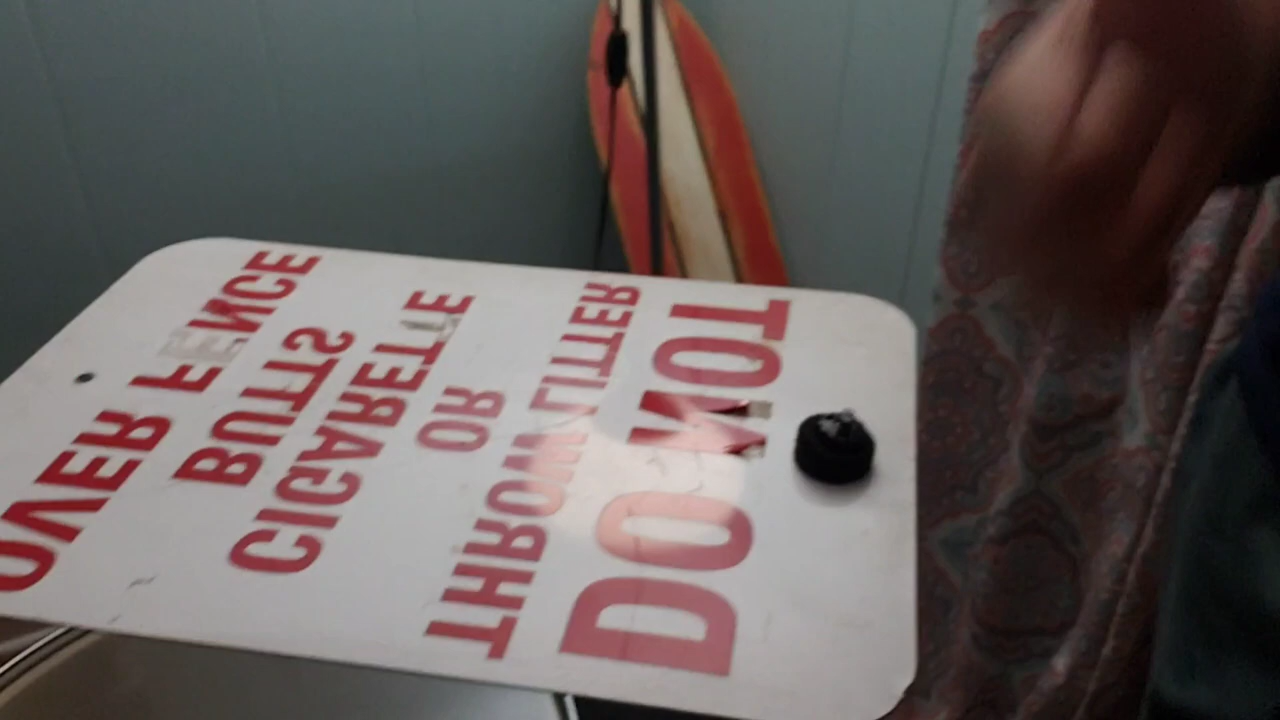 DO NOT
THROW LITTER
OR
CIGARETTE
BUTTS
OVER FENCE